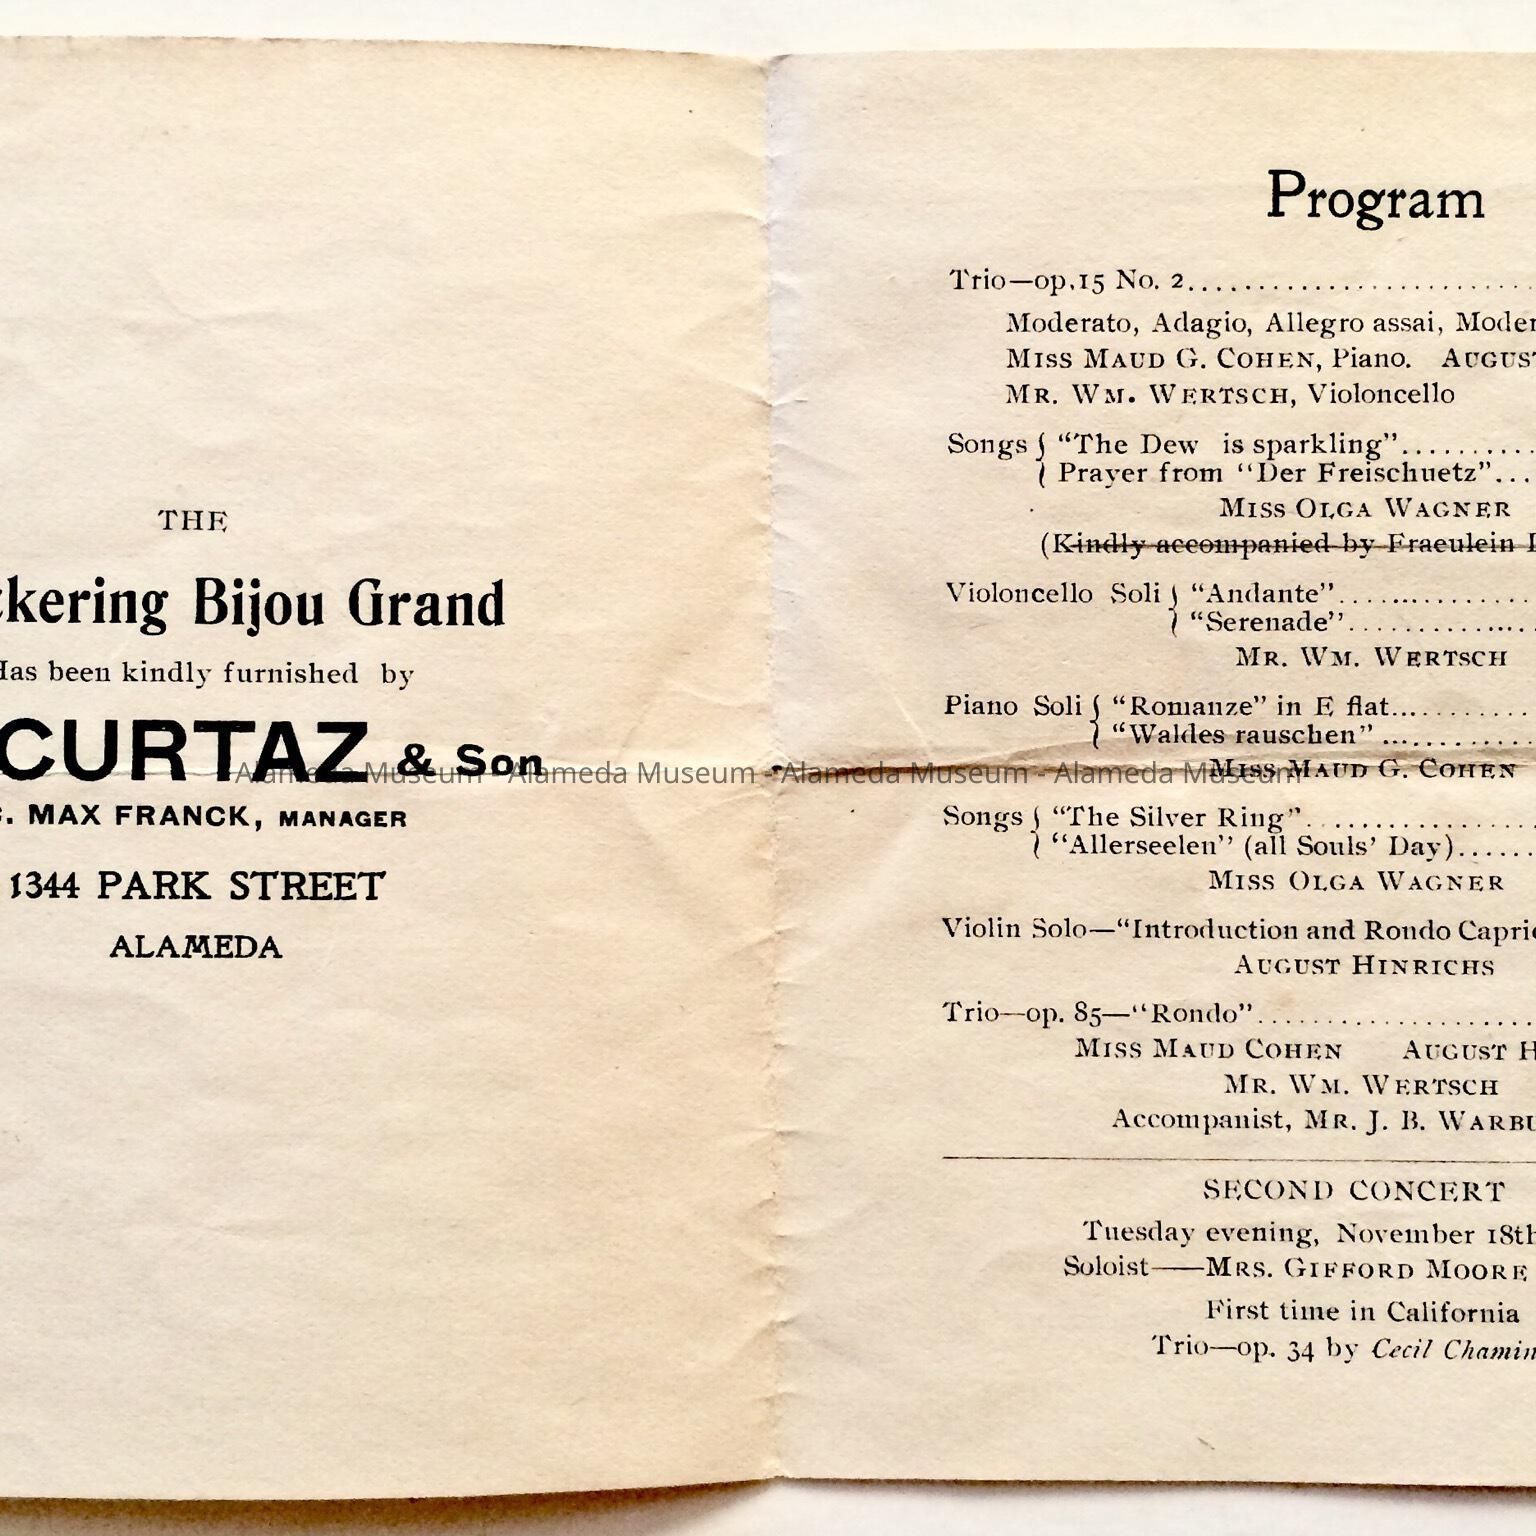 THE
kering Bijou Grand
Has been kindly furnished by
CURTAZ & Son
. MAX FRANCK, MANAGER
1344 PARK STREET
ALAMEDA
Program
Trio—op.15 No. 2
Moderato, Adagio, Allegro assai, Moder
MISS MAUD G. COHEN, Piano. AUGUST
MR. WM. WERTSCH, Violoncello
Songs { "The Dew is sparkling"
Prayer from "Der Freischuetz"
MISS OLGA WAGNER
(Kindly accompanied by Fraeulein
Violoncello Soli { "Andante"
"Serenade"
MR. WM. WERTSCH
Piano Soli { "Romanze" in E flat
"Waldes rauschen"
MISS MAUD G. COHEN
Alameda Museum - Alameda Museum - Alameda Museum - Alameda Museum
Songs { "The Silver Ring"
"Allerseelen" (all Souls' Day)
MISS OLGA WAGNER
Violin Solo—"Introduction and Rondo Capri
AUGUST HINRICHS
Trio—op. 85—"Rondo"
MISS MAUD COHEN AUGUST H
MR. WM. WERTSCH
Accompanist, MR. J. B. WARBU
SECOND CONCERT
Tuesday evening, November 18th
Soloist——MRS. GIFFORD MOORE
First time in California
Trio—op. 34 by Cecil Chamin